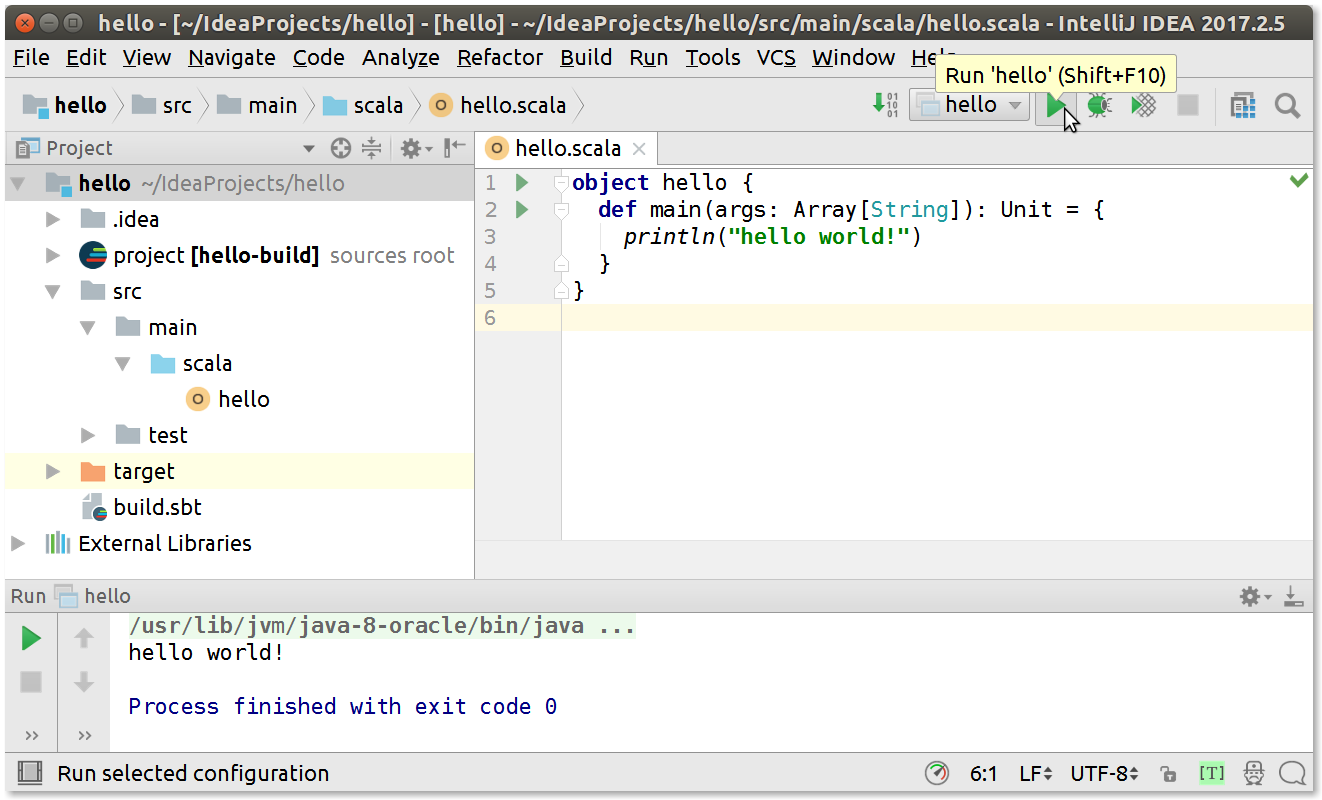 hello - [~/IdeaProjects/hello] - [hello] - ~/IdeaProjects/hello/src/main/scala/hello.scala - IntelliJ IDEA 2017.2.5
File Edit View Navigate Code Analyze Refactor Build Run Tools VCS Window
Run 'hello' (Shift+F10)
hello src main scala hello.scala hello
Project
hello.scala
hello ~/IdeaProjects/hello
.idea
project [hello-build] sources root
src
main
scala
hello
test
target
build.sbt
External Libraries
1 object hello {
2 def main(args: Array[String]): Unit = {
3 println("hello world!")
4 }
5 }
6
Run hello
/usr/lib/jvm/java-8-oracle/bin/java ...
hello world!
Process finished with exit code 0
Run selected configuration 6:1 LF UTF-8 [T]